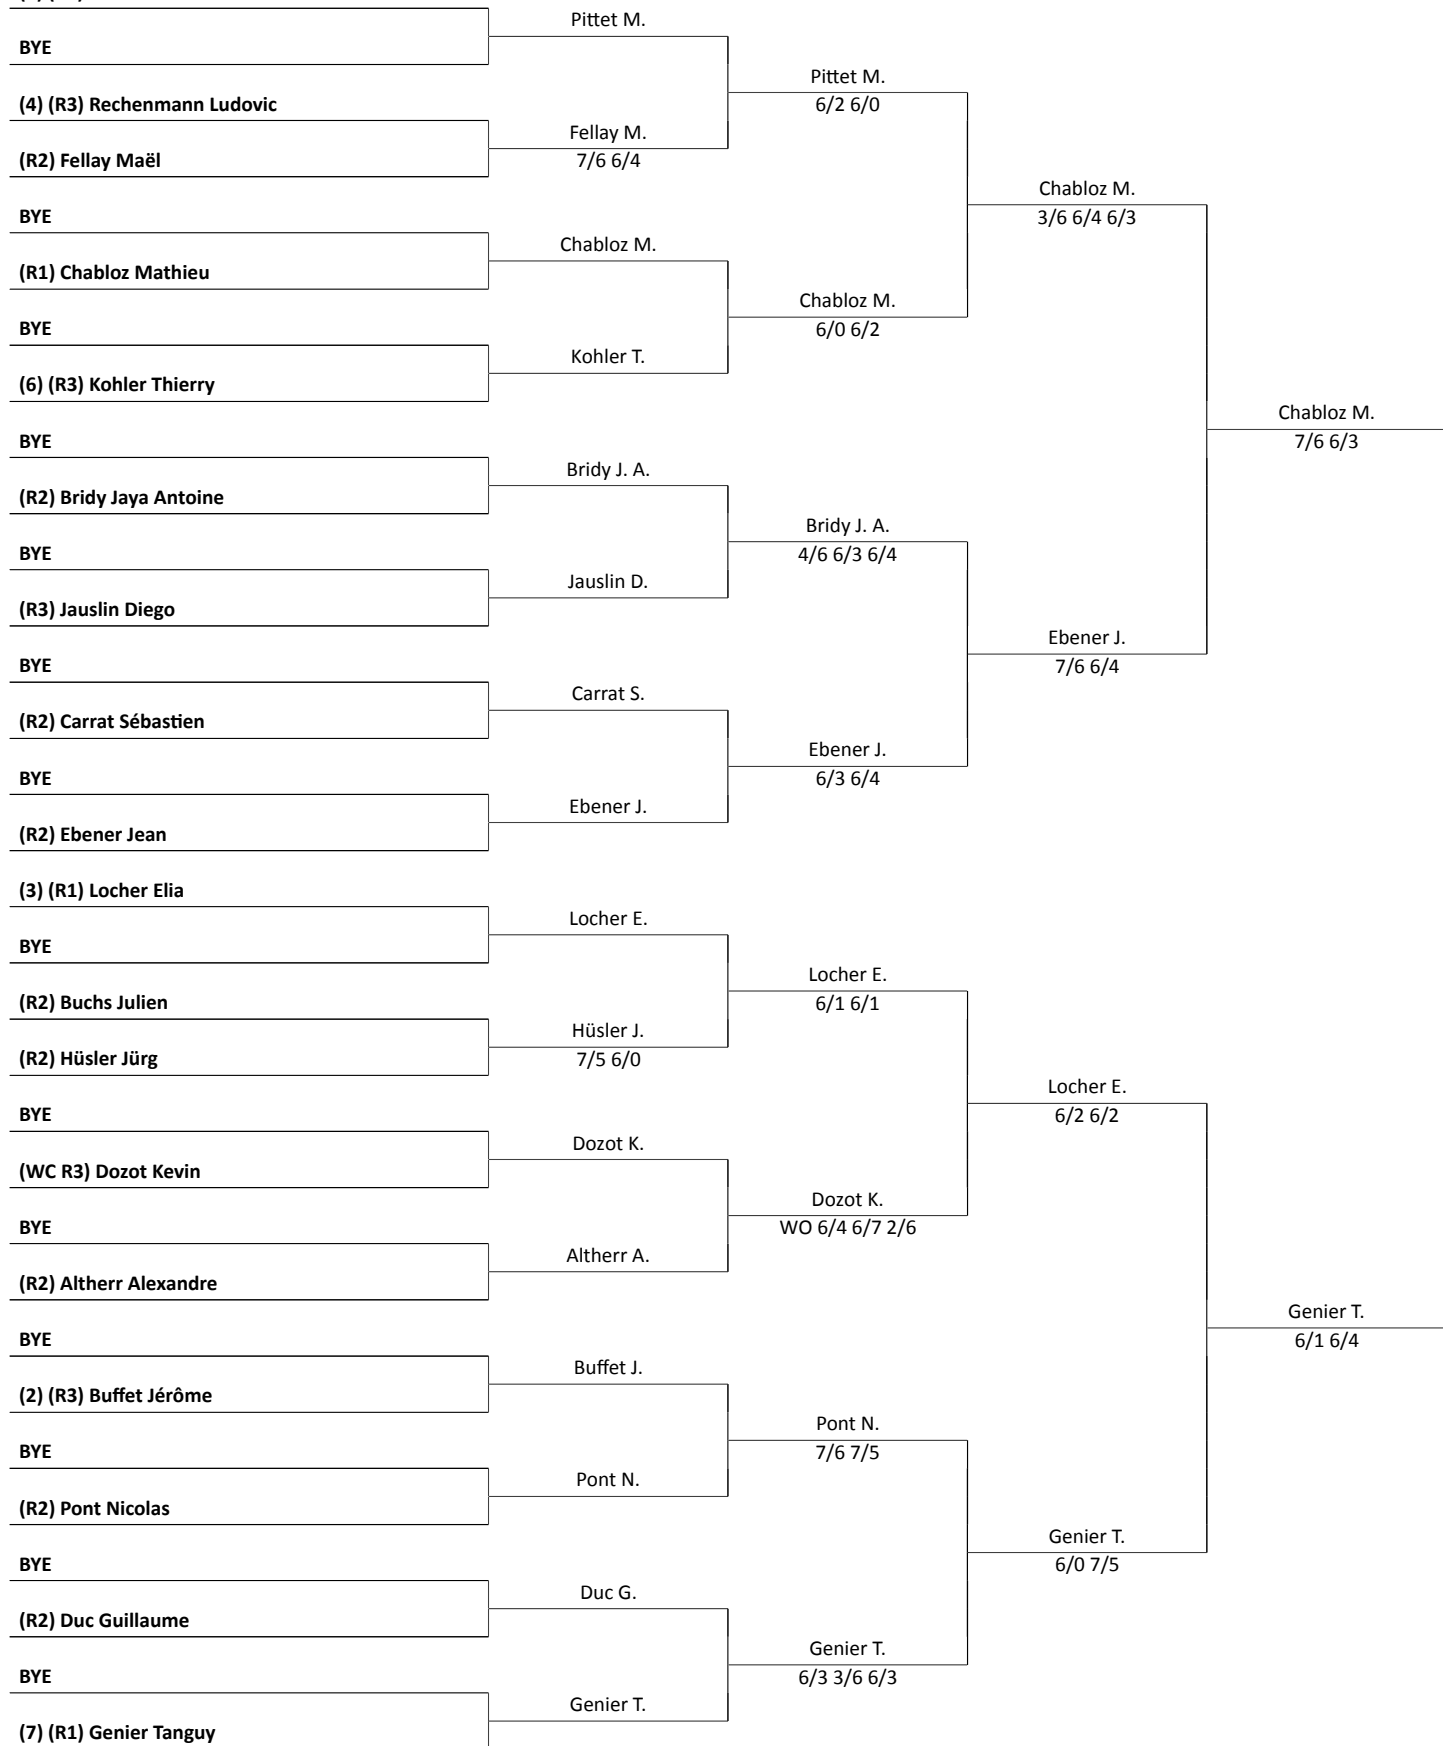 Pittet M.
BYE
Pittet M.
(4) (R3) Rechenmann Ludovic
6/2 6/0
Fellay M.
(R2) Fellay Maël
7/6 6/4
Chabloz M.
BYE
3/6 6/4 6/3
Chabloz M.
(R1) Chabloz Mathieu
Chabloz M.
BYE
6/0 6/2
Kohler T.
(6) (R3) Kohler Thierry
Chabloz M.
BYE
7/6 6/3
Bridy J. A.
(R2) Bridy Jaya Antoine
Bridy J. A.
BYE
4/6 6/3 6/4
Jauslin D.
(R3) Jauslin Diego
Ebener J.
BYE
7/6 6/4
Carrat S.
(R2) Carrat Sébastien
Ebener J.
BYE
6/3 6/4
Ebener J.
(R2) Ebener Jean
(3) (R1) Locher Elia
Locher E.
BYE
Locher E.
(R2) Buchs Julien
6/1 6/1
Hüsler J.
(R2) Hüsler Jürg
7/5 6/0
Locher E.
BYE
6/2 6/2
Dozot K.
(WC R3) Dozot Kevin
Dozot K.
BYE
WO 6/4 6/7 2/6
Altherr A.
(R2) Altherr Alexandre
Genier T.
BYE
6/1 6/4
Buffet J.
(2) (R3) Buffet Jérôme
Pont N.
BYE
7/6 7/5
Pont N.
(R2) Pont Nicolas
Genier T.
BYE
6/0 7/5
Duc G.
(R2) Duc Guillaume
Genier T.
BYE
6/3 3/6 6/3
Genier T.
(7) (R1) Genier Tanguy